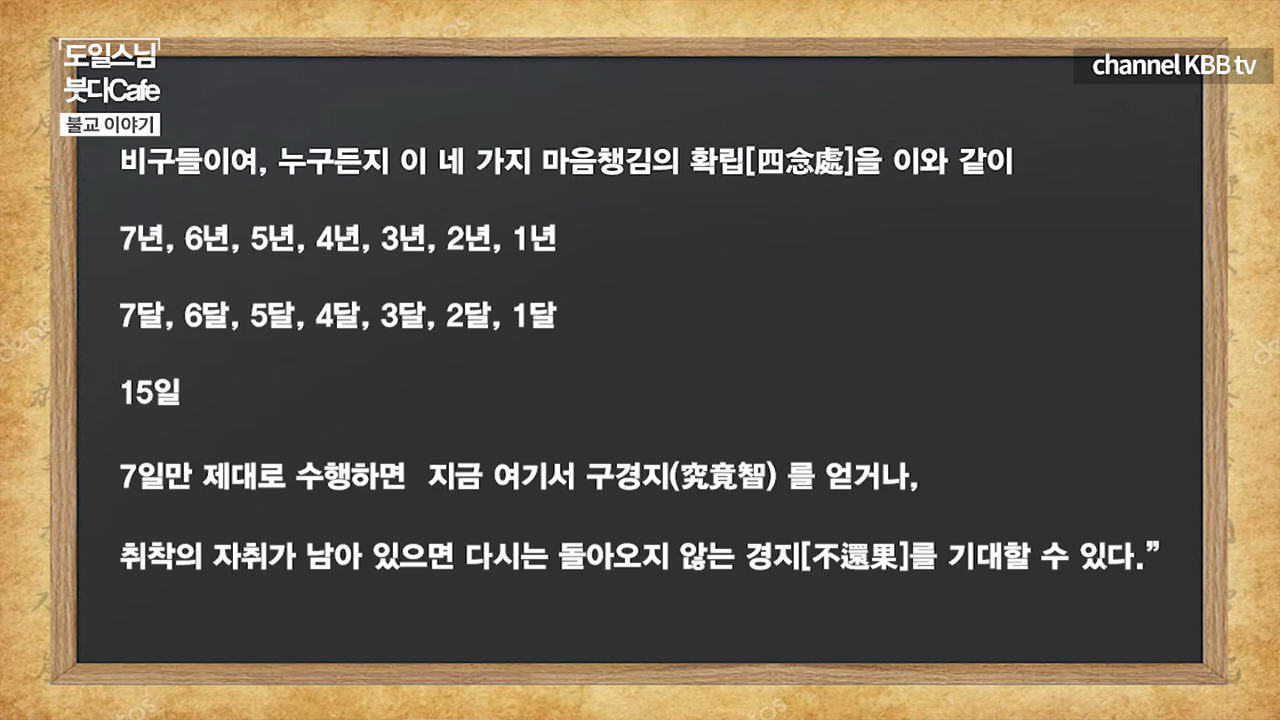 도일스님
붓다Cafe
불교 이야기
channel KBB tv
비구들이여, 누구든지 이 네 가지 마음챙김의 확립[四念處]을 이와 같이
7년, 6년, 5년, 4년, 3년, 2년, 1년
7달, 6달, 5달, 4달, 3달, 2달, 1달
15일
7일만 제대로 수행하면 지금 여기서 구경지(究竟智) 를 얻거나,
취착의 자취가 남아 있으면 다시는 돌아오지 않는 경지[不還果]를 기대할 수 있다.”